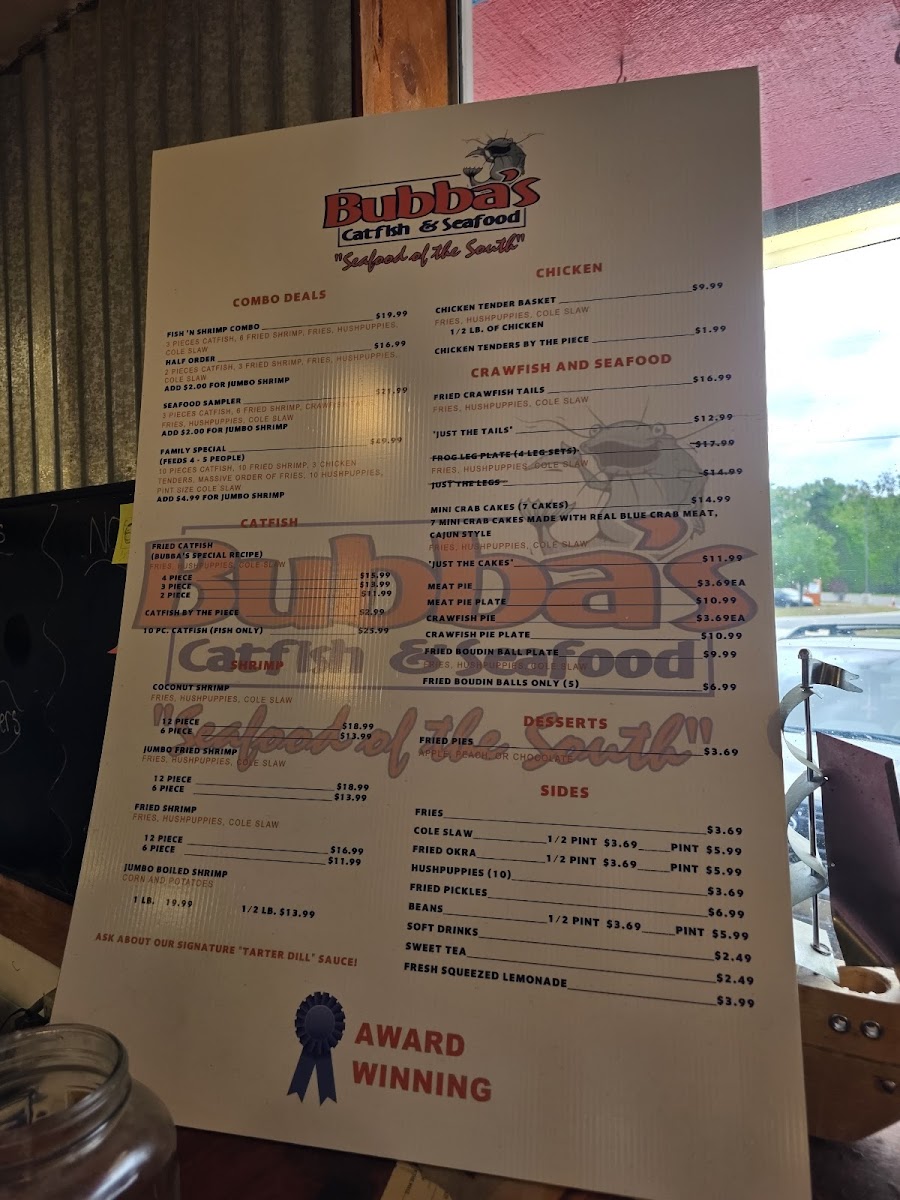 Bubba's
Catfish & Seafood
"Seafood of the South"
COMBO DEALS
FISH 'N SHRIMP COMBO $19.99
3 PIECES CATFISH, 6 FRIED SHRIMP, FRIES, HUSHPUPPIES,
COLE SLAW
HALF ORDER $16.99
2 PIECES CATFISH, 3 FRIED SHRIMP, FRIES, HUSHPUPPIES,
COLE SLAW
ADD $2.00 FOR JUMBO SHRIMP
SEAFOOD SAMPLER $21.99
3 PIECES CATFISH, 6 FRIED SHRIMP,
FRIES, HUSHPUPPIES, COLE SLAW
ADD $2.00 FOR JUMBO SHRIMP
FAMILY SPECIAL $49.99
(FEEDS 4 - 5 PEOPLE)
10 PIECES CATFISH, 10 FRIED SHRIMP, 3 CHICKEN
TENDERS, MASSIVE ORDER OF FRIES, 10 HUSHPUPPIES,
PINT SIZE COLE SLAW
ADD $4.99 FOR JUMBO SHRIMP
CATFISH
FRIED CATFISH
(BUBBA'S SPECIAL RECIPE)
FRIES, HUSHPUPPIES, COLE SLAW
4 PIECE $15.99
3 PIECE $13.99
2 PIECE $11.99
CATFISH BY THE PIECE $2.99
10 PC. CATFISH (FISH ONLY) $25.99
SHRIMP
COCONUT SHRIMP
FRIES, HUSHPUPPIES, COLE SLAW
12 PIECE $18.99
6 PIECE $13.99
JUMBO FRIED SHRIMP
FRIES, HUSHPUPPIES, COLE SLAW
12 PIECE $18.99
6 PIECE $13.99
FRIED SHRIMP
FRIES, HUSHPUPPIES, COLE SLAW
12 PIECE $16.99
6 PIECE $11.99
JUMBO BOILED SHRIMP
CORN AND POTATOES
1 LB. 19.99 1/2 LB. $13.99
ASK ABOUT OUR SIGNATURE "TARTER DILL" SAUCE!
CHICKEN
CHICKEN TENDER BASKET $9.99
FRIES, HUSHPUPPIES, COLE SLAW
1/2 LB. OF CHICKEN
CHICKEN TENDERS BY THE PIECE $1.99
CRAWFISH AND SEAFOOD
FRIED CRAWFISH TAILS $16.99
FRIES, HUSHPUPPIES, COLE SLAW
"JUST THE TAILS" $12.99
FROG LEG PLATE (4 LEG SETS) $17.99
FRIES, HUSHPUPPIES, COLE SLAW
JUST THE LEGS $14.99
MINI CRAB CAKES (7 CAKES) $14.99
7 MINI CRAB CAKES MADE WITH REAL BLUE CRAB MEAT,
CAJUN STYLE
FRIES, HUSHPUPPIES, COLE SLAW
"JUST THE CAKES" $11.99
MEAT PIE $3.69EA
MEAT PIE PLATE $10.99
CRAWFISH PIE $3.69EA
CRAWFISH PIE PLATE $10.99
FRIED BOUDIN BALL PLATE $9.99
FRIES, HUSHPUPPIES, COLE SLAW
FRIED BOUDIN BALLS ONLY (5) $6.99
DESSERTS
FRIED PIES $3.69
APPLE, PEACH, OR CHOCOLATE
SIDES
FRIES $3.69
COLE SLAW 1/2 PINT $3.69 PINT $5.99
FRIED OKRA 1/2 PINT $3.69 PINT $5.99
HUSHPUPPIES (10) $3.69
FRIED PICKLES $6.99
BEANS 1/2 PINT $3.69 PINT $5.99
SOFT DRINKS $2.49
SWEET TEA $2.49
FRESH SQUEEZED LEMONADE $3.99
Bubba's
Catfish & Seafood
"Seafood of the South"
AWARD
WINNING